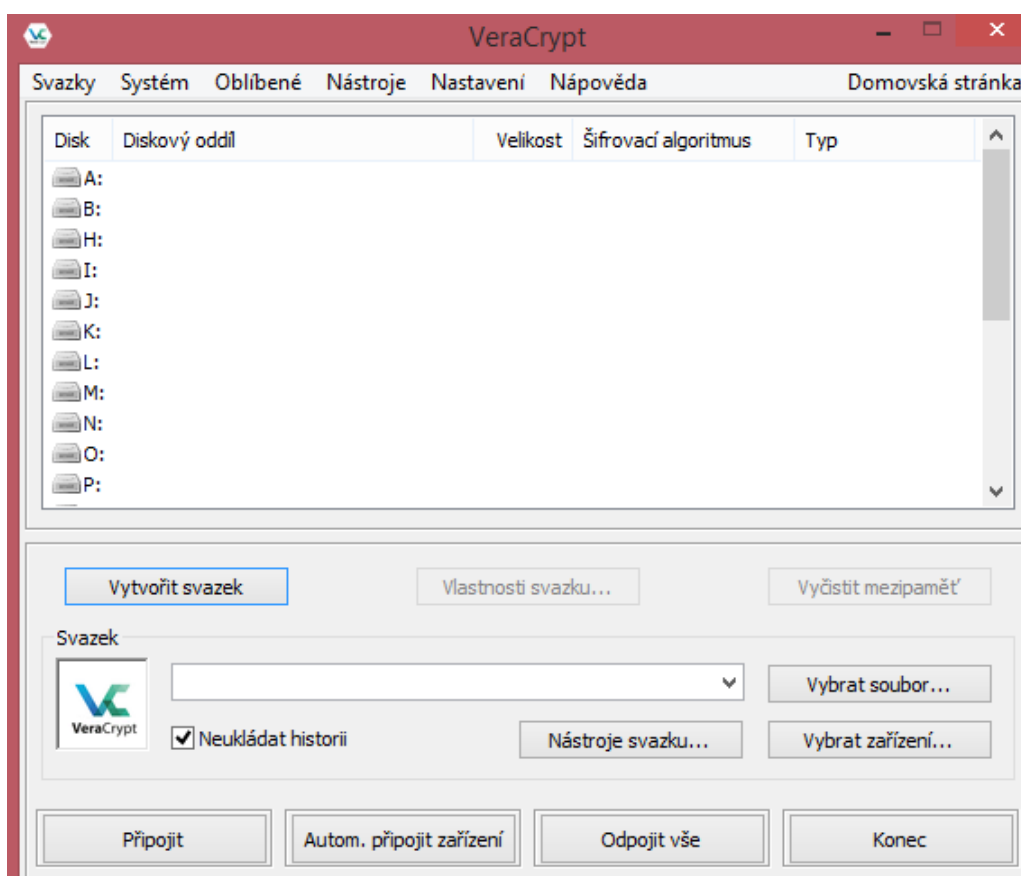 VeraCrypt
Svazky Systém Oblíbené Nástroje Nastavení Nápověda Domovská stránka
Disk Diskový oddíl Velikost Šifrovací algoritmus Typ
A:
B:
H:
I:
J:
K:
L:
M:
N:
O:
P:
Vytvořit svazek Vlastnosti svazku... Vyčistit mezipaměť
Svazek
VeraCrypt
Vybrat soubor...
Neukládat historii Nástroje svazku... Vybrat zařízení...
Připojit Autom. připojit zařízení Odpojit vše Konec